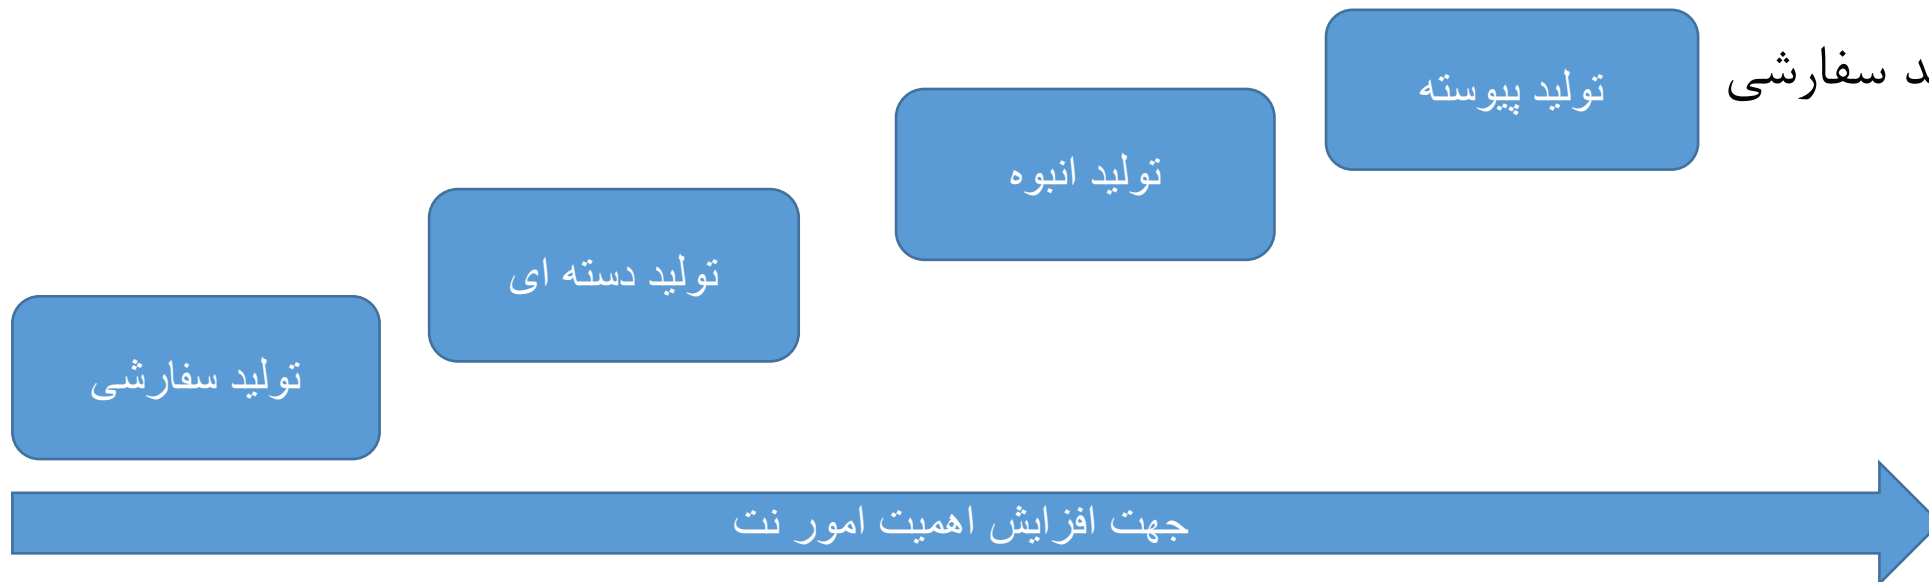 تولید پیوسته
سفارشی
تولید انبوه
تولید دسته ای
تولید سفارشی
جهت افزایش اهمیت امور نت